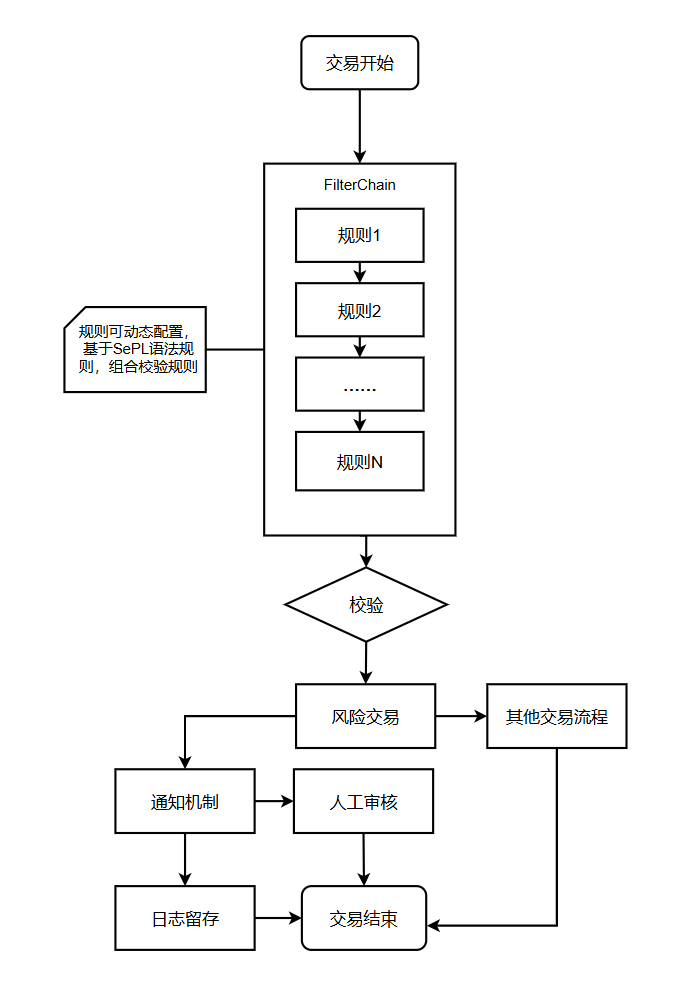 交易开始
FilterChain
规则1
规则2
规则可动态配置，
基于SePL语法规
则，组合校验规则
......
规则N
校验
风险交易
其他交易流程
通知机制
人工审核
日志留存
交易结束